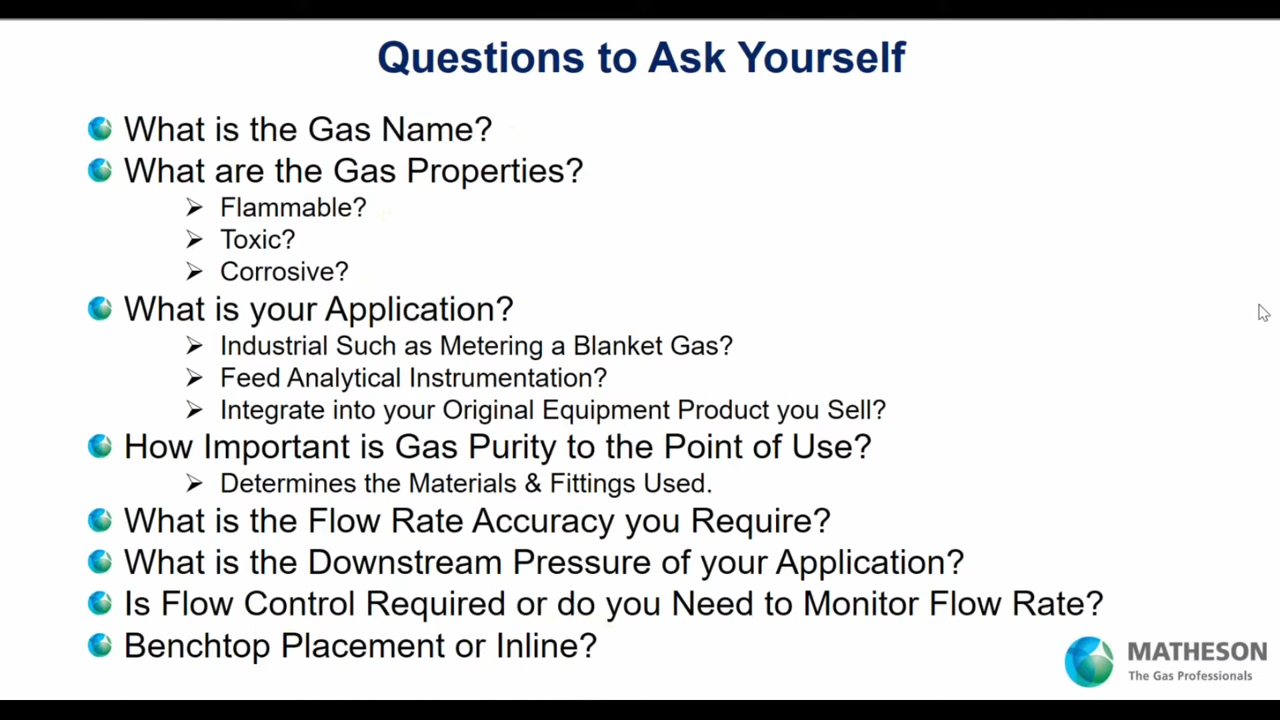 Questions to Ask Yourself
What is the Gas Name?
What are the Gas Properties?
Flammable?
Toxic?
Corrosive?
What is your Application?
Industrial Such as Metering a Blanket Gas?
Feed Analytical Instrumentation?
Integrate into your Original Equipment Product you Sell?
How Important is Gas Purity to the Point of Use?
Determines the Materials & Fittings Used.
What is the Flow Rate Accuracy you Require?
What is the Downstream Pressure of your Application?
Is Flow Control Required or do you Need to Monitor Flow Rate?
Benchtop Placement or Inline?
MATHESON
The Gas Professionals